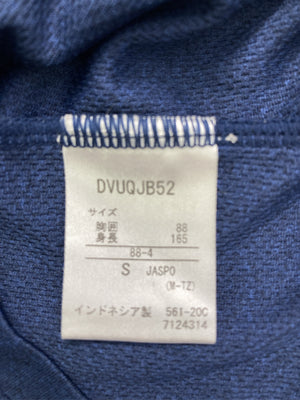 DVUQJB52
サイズ
胸囲 88
身長 165
88-4
S JASPO
(M-TZ)
インドネシア製 561-20C
7124314